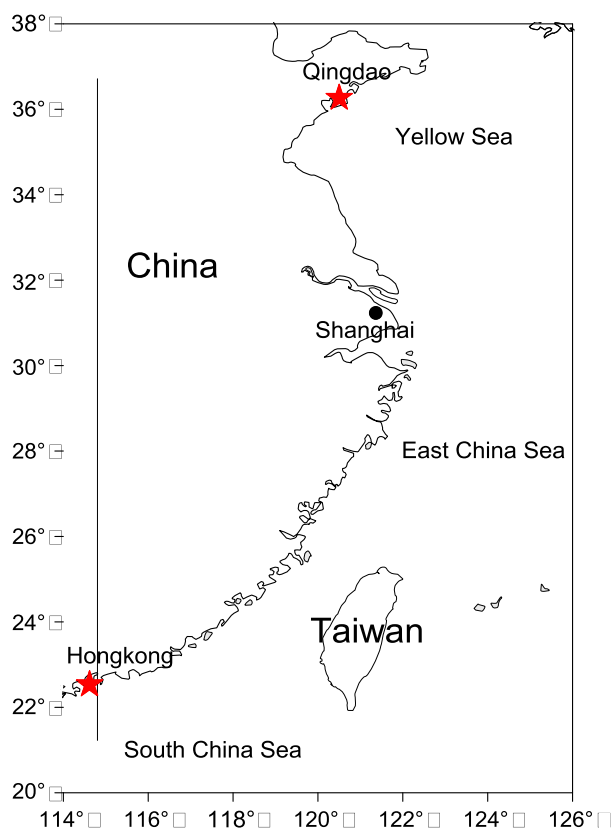 38°
Qingdao
36°
Yellow Sea
34°
China
32°
Shanghai
30°
28°
East China Sea
26°
24°
Taiwan
Hongkong
22°
South China Sea
20°
114° 116° 118° 120° 122° 124° 126°